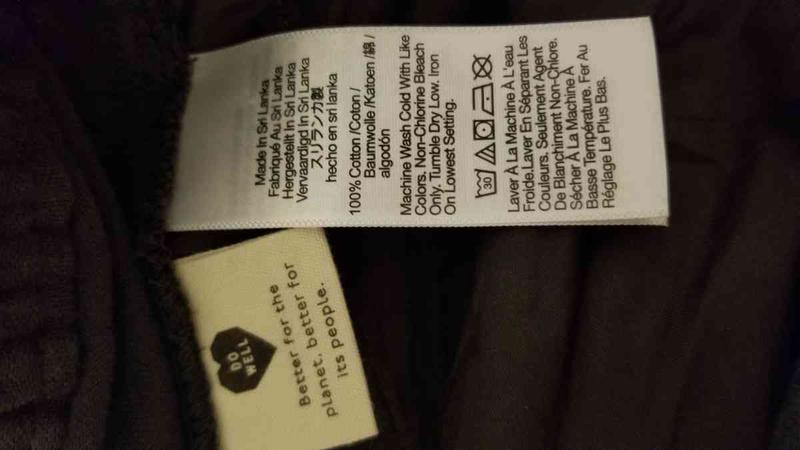 Made In Sri Lanka
Fabriqué Au Sri Lanka
Hergestellt In Sri Lanka
Vervaardigd In Sri Lanka
スリランカ製
hecho en sri lanka
100% Cotton /Coton /
Baumwolle /Katoen /綿/
algodón
Machine Wash Cold With Like
Colors. Non-Chlorine Bleach
Only. Tumble Dry Low. Iron
On Lowest Setting.
30
Laver À La Machine À L'eau
Froide.Laver En Séparant Les
Couleurs. Seulement Agent
De Blanchiment Non-Chlore.
Sécher À La Machine À
Basse Température. Fer Au
Réglage Le Plus Bas.
DO
WELL
Better for the
planet, better for
its people.